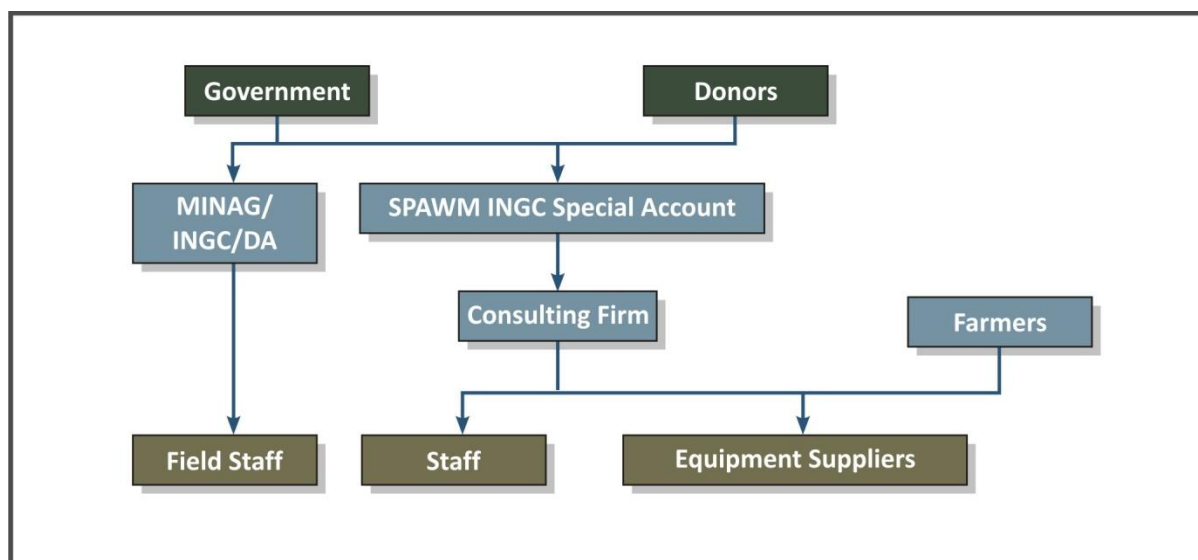 Government
Donors
MINAG/
INGC/DA
SPAWM INGC Special Account
Consulting Firm
Farmers
Field Staff
Staff
Equipment Suppliers